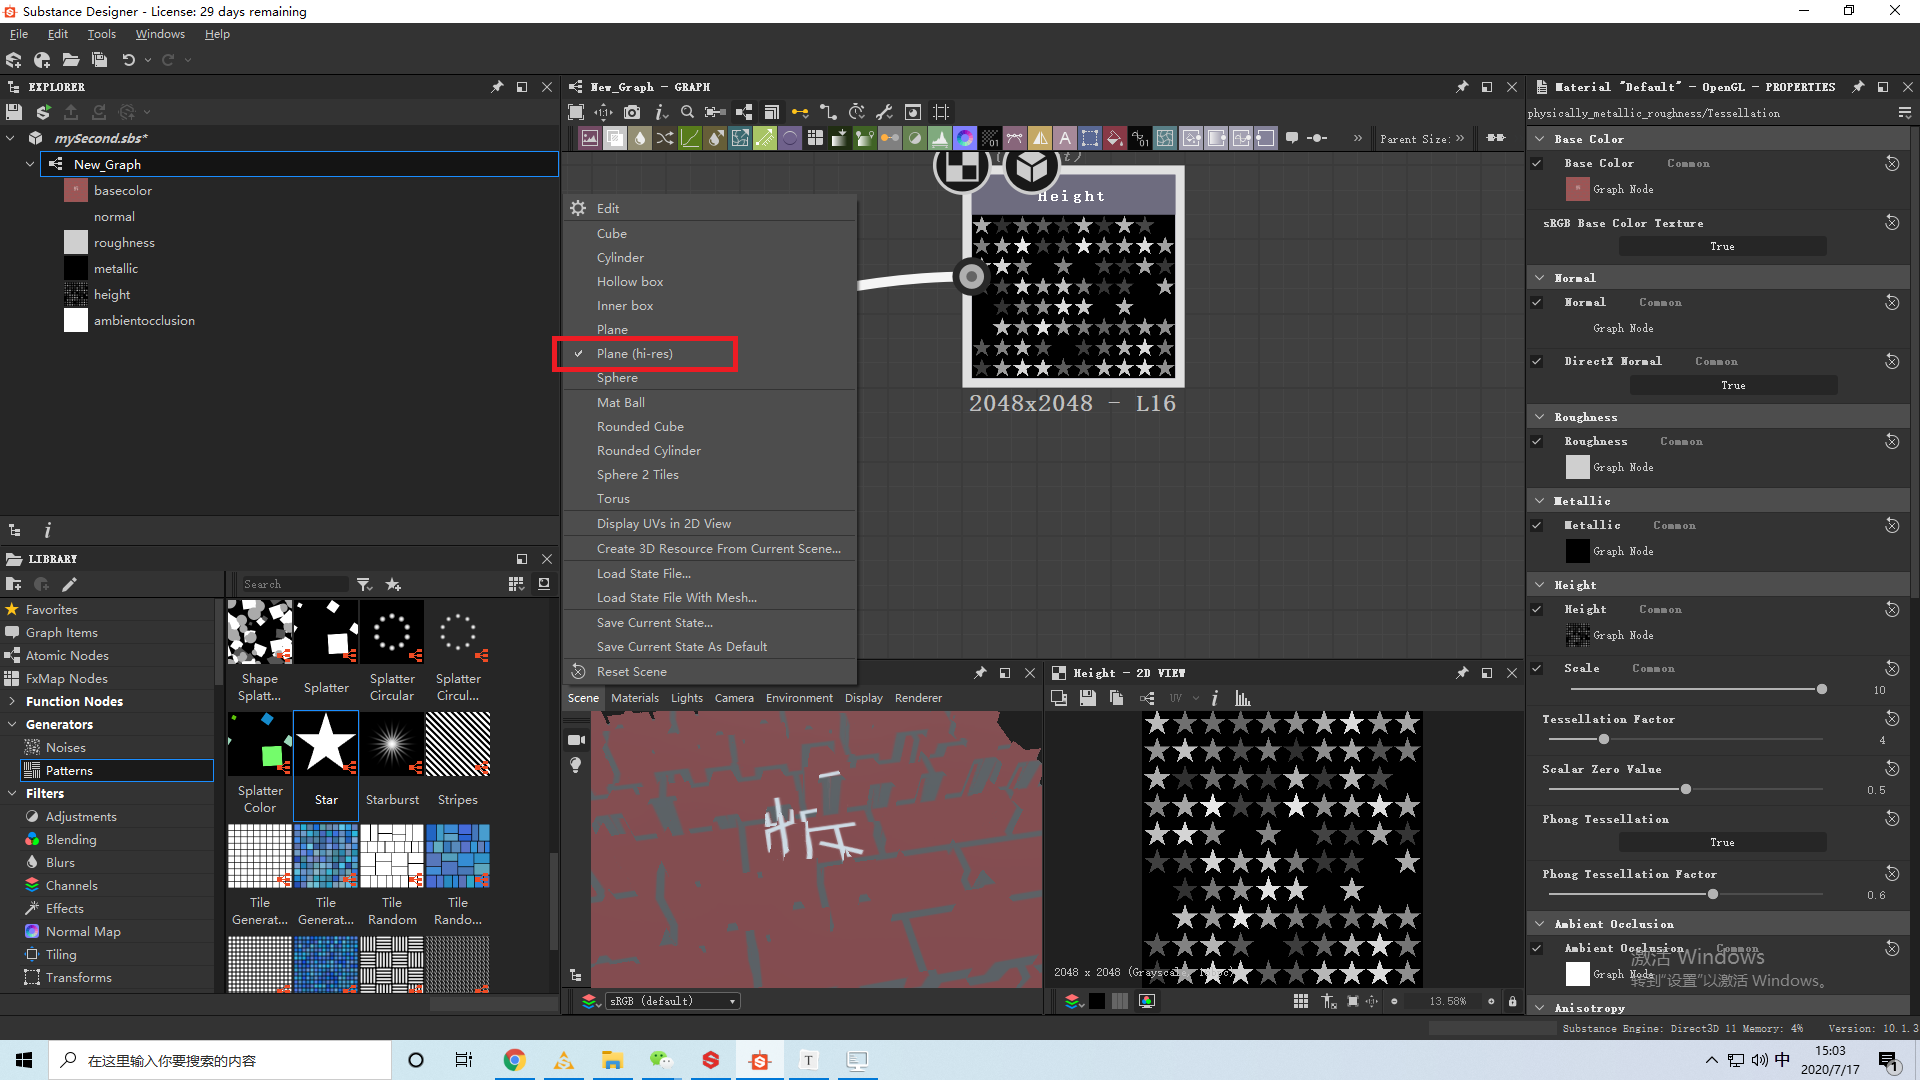 Substance Designer - License: 29 days remaining
File Edit Tools Windows Help
EXPLORER
mySecond.sbs*
New_Graph
basecolor
normal
roughness
metallic
height
ambientocclusion
LIBRARY
Search
Favorites
Graph Items
Atomic Nodes
FxMap Nodes
Function Nodes
Generators
Noises
Patterns
Filters
Adjustments
Blending
Blurs
Channels
Effects
Normal Map
Tiling
Transforms
Shape Splatt...
Splatter
Splatter Circular
Splatter Circul...
Splatter Color
Star
Starburst
Stripes
Tile Generat...
Tile Generat...
Tile Random
Tile Rando...
New_Graph - GRAPH
Parent Size:
Height
2048x2048 - L16
Edit
Cube
Cylinder
Hollow box
Inner box
Plane
Plane (hi-res)
Sphere
Mat Ball
Rounded Cube
Rounded Cylinder
Sphere 2 Tiles
Torus
Display UVs in 2D View
Create 3D Resource From Current Scene...
Load State File...
Load State File With Mesh...
Save Current State...
Save Current State As Default
Reset Scene
Scene Materials Lights Camera Environment Display Renderer
sRGB (default)
Height - 2D VIEW
UV
2048 x 2048 (Grayscale,
13.58%
Material "Default" - OpenGL - PROPERTIES
physically_metallic_roughness/Tessellation
Base Color
Base Color Common
Graph Node
sRGB Base Color Texture
True
Normal
Normal Common
Graph Node
DirectX Normal Common
True
Roughness
Roughness Common
Graph Node
Metallic
Metallic Common
Graph Node
Height
Height Common
Graph Node
Scale Common
10
Tessellation Factor
4
Scalar Zero Value
0.5
Phong Tessellation
True
Phong Tessellation Factor
0.6
Ambient Occlusion
Ambient Occlusion Common
Graph Node
激活 Windows
转到"设置"以激活 Windows。
Anisotropy
Substance Engine: Direct3D 11 Memory: 4% Version: 10.1.3
在这里输入你要搜索的内容
中
15:03
2020/7/17
1